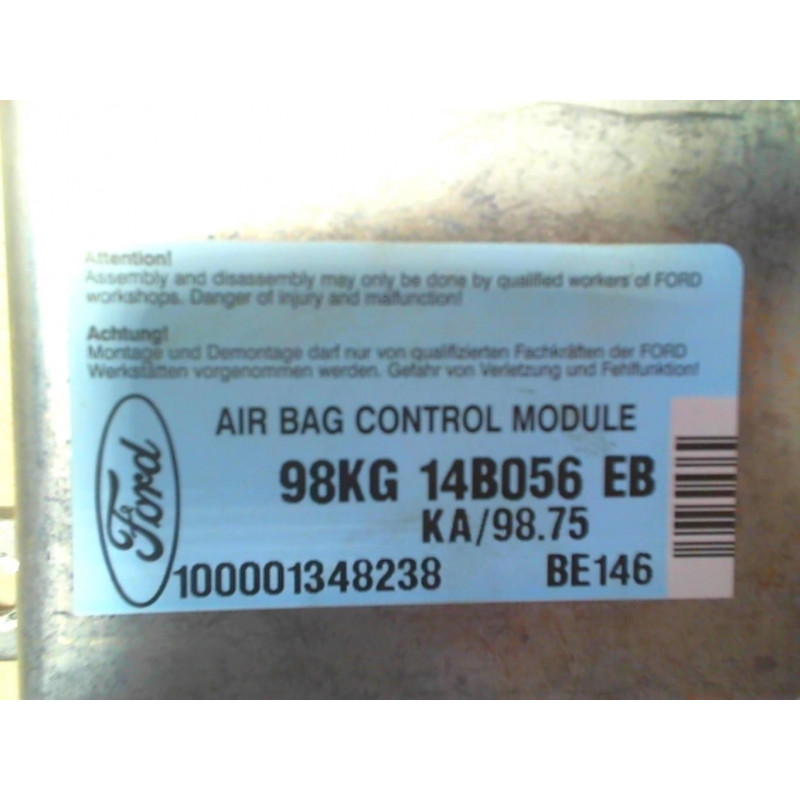 Attention!
Assembly and disassembly may only be done by qualified workers of FORD
workshops. Danger of injury and malfunction!
Achtung!
Montage und Demontage darf nur von qualifizierten Fachkräften der FORD
Werkstätten vorgenommen werden. Gefahr von Verletzung und Fehlfunktion!
Ford
AIR BAG CONTROL MODULE
98KG 14B056 EB
KA/98.75
100001348238 BE146